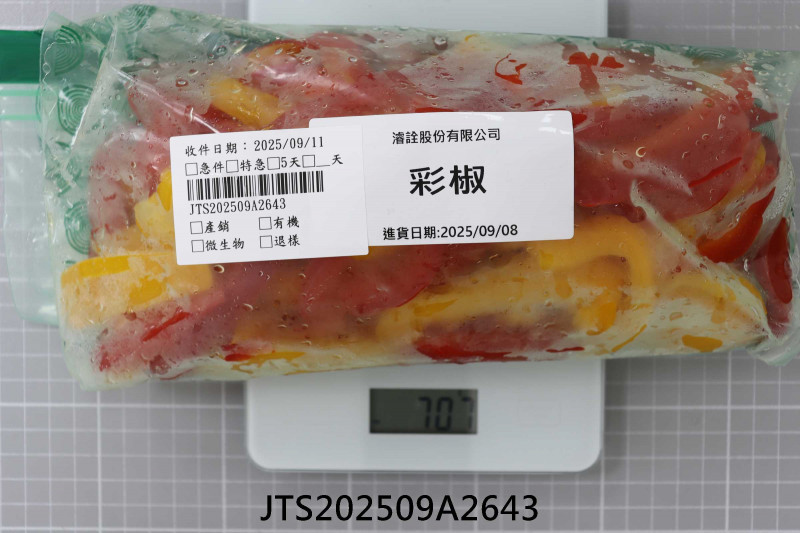 收件日期：2025/09/11
□急件□特急□5天□__天
JTS202509A2643
□產銷 □有機
□微生物 □退樣
濬詮股份有限公司
彩椒
進貨日期:2025/09/08
707
JTS202509A2643